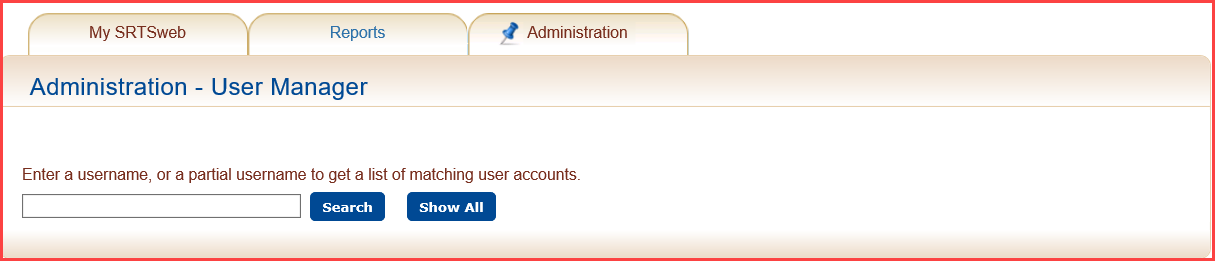 My SRTSweb Reports Administration
Administration - User Manager
Enter a username, or a partial username to get a list of matching user accounts.
Search Show All